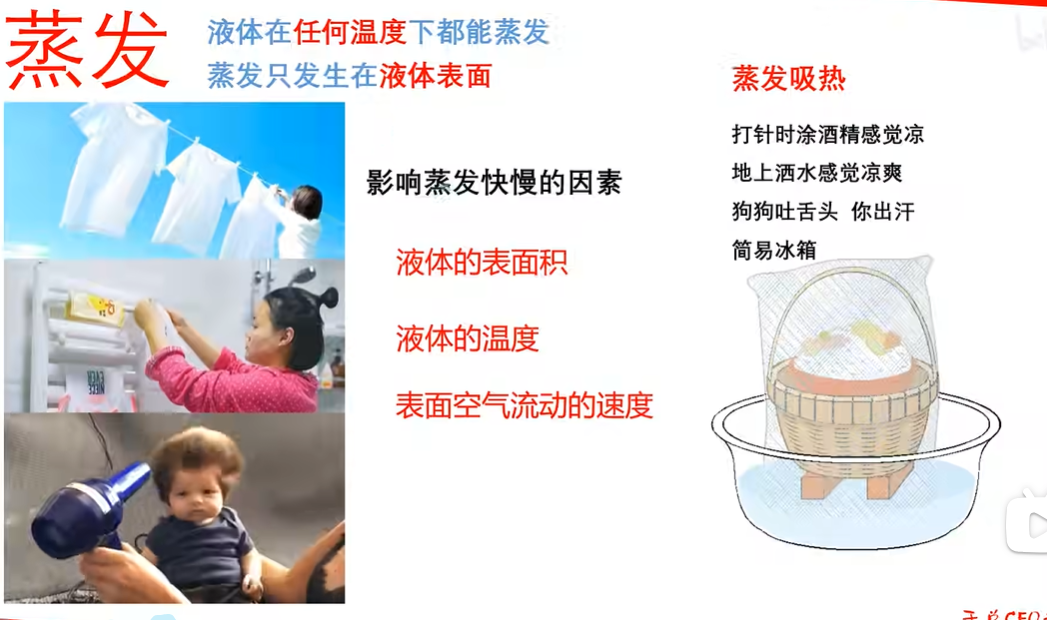 蒸发
液体在任何温度下都能蒸发
蒸发只发生在液体表面
影响蒸发快慢的因素
液体的表面积
液体的温度
表面空气流动的速度
蒸发吸热
打针时涂酒精感觉凉
地上洒水感觉凉爽
狗狗吐舌头 你出汗
简易冰箱